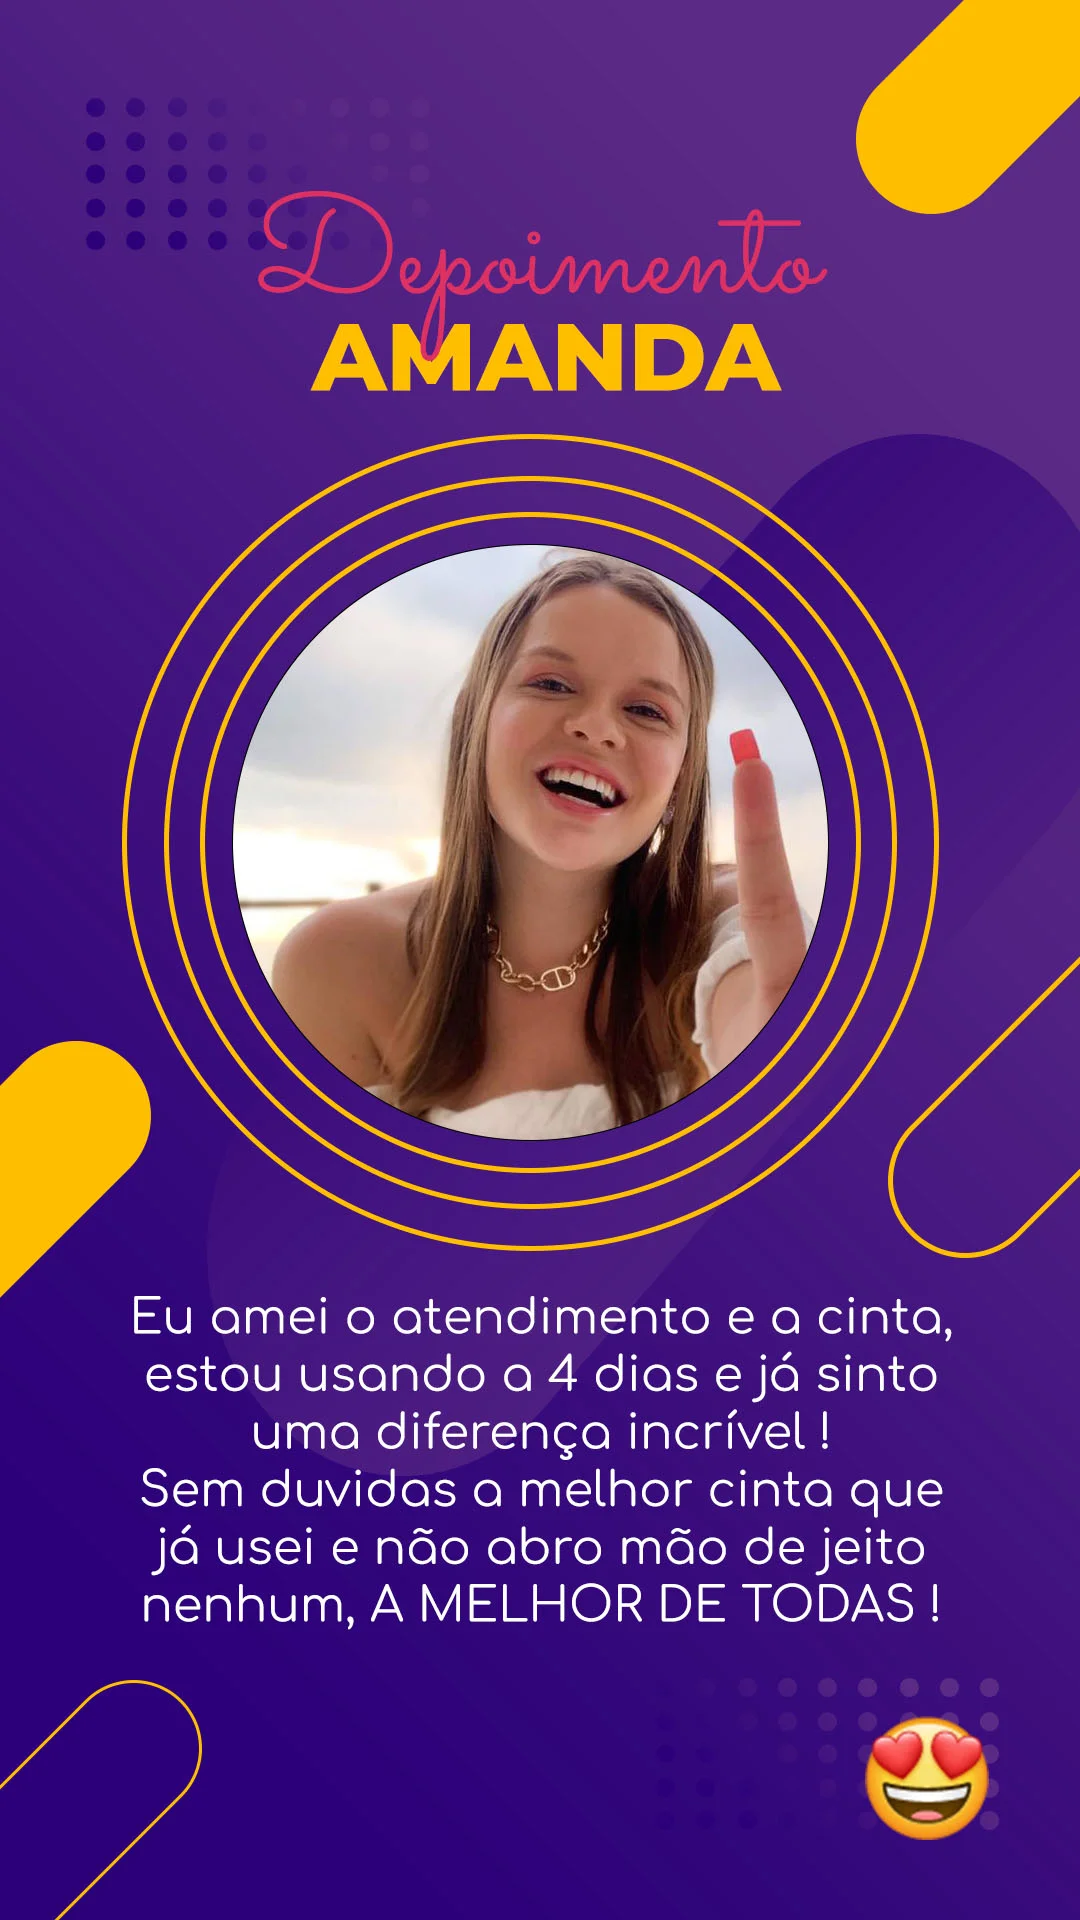 Depoimento
AMANDA
Eu amei o atendimento e a cinta,
estou usando a 4 dias e já sinto
uma diferença incrível !
Sem duvidas a melhor cinta que
já usei e não abro mão de jeito
nenhum, A MELHOR DE TODAS !